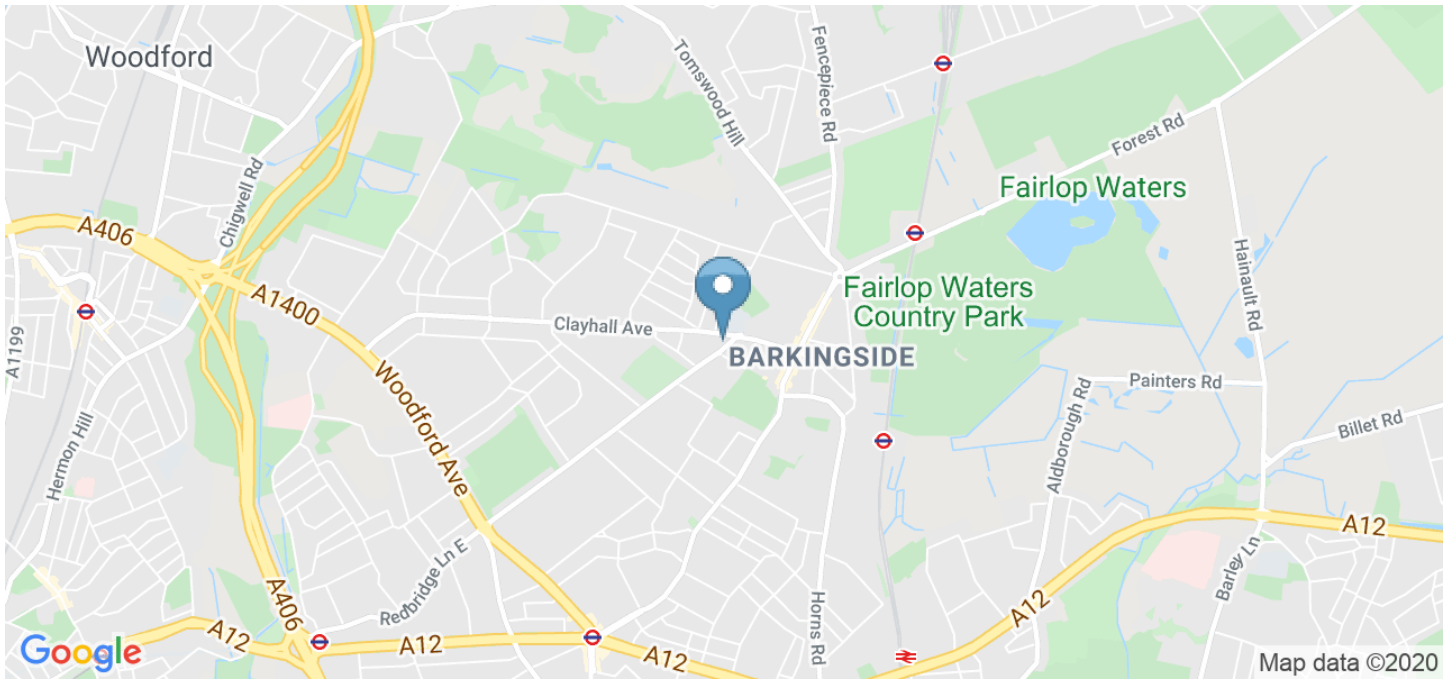 Woodford
Tomswood Hill
Fencepiece Rd
Forest Rd
Fairlop Waters
Chigwell Rd
A406
A1400
Hainault Rd
Fairlop Waters
Country Park
Clayhall Ave
BARKINGSIDE
A1199
Woodford Ave
Painters Rd
Aldborough Rd
Billet Rd
Hermon Hill
A12
Redbridge Ln E
Barley Ln
A406
A12
A12
A12
A12
Horns Rd
Google
Map data ©2020